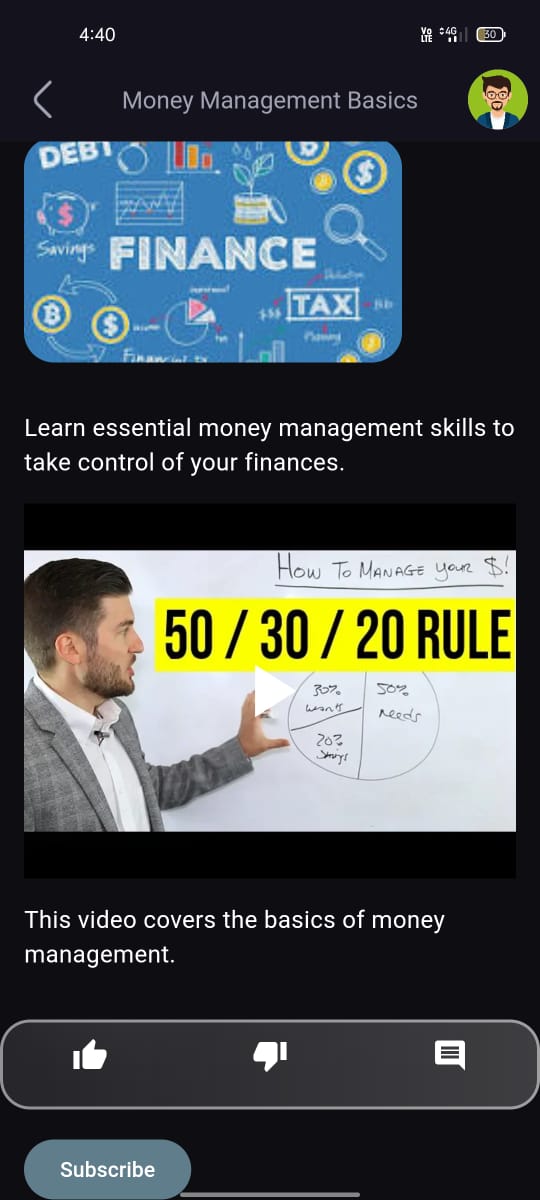 4:40
Vo LTE
4G
30
Money Management Basics
DEBT
Savings
FINANCE
$$$
TAX
Planning
Learn essential money management skills to
take control of your finances.
HOW TO MANAGE YOUR $!
50 / 30 / 20 RULE
30%
50%
wants
Needs
20%
Savings
This video covers the basics of money
management.
Subscribe